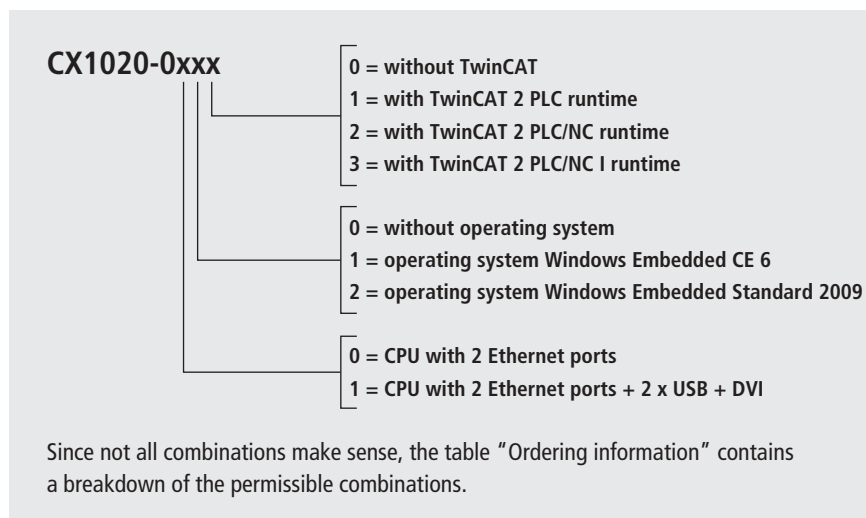 CX1020-0xxx
0 = without TwinCAT
1 = with TwinCAT 2 PLC runtime
2 = with TwinCAT 2 PLC/NC runtime
3 = with TwinCAT 2 PLC/NC I runtime
0 = without operating system
1 = operating system Windows Embedded CE 6
2 = operating system Windows Embedded Standard 2009
0 = CPU with 2 Ethernet ports
1 = CPU with 2 Ethernet ports + 2 x USB + DVI
Since not all combinations make sense, the table “Ordering information” contains
a breakdown of the permissible combinations.